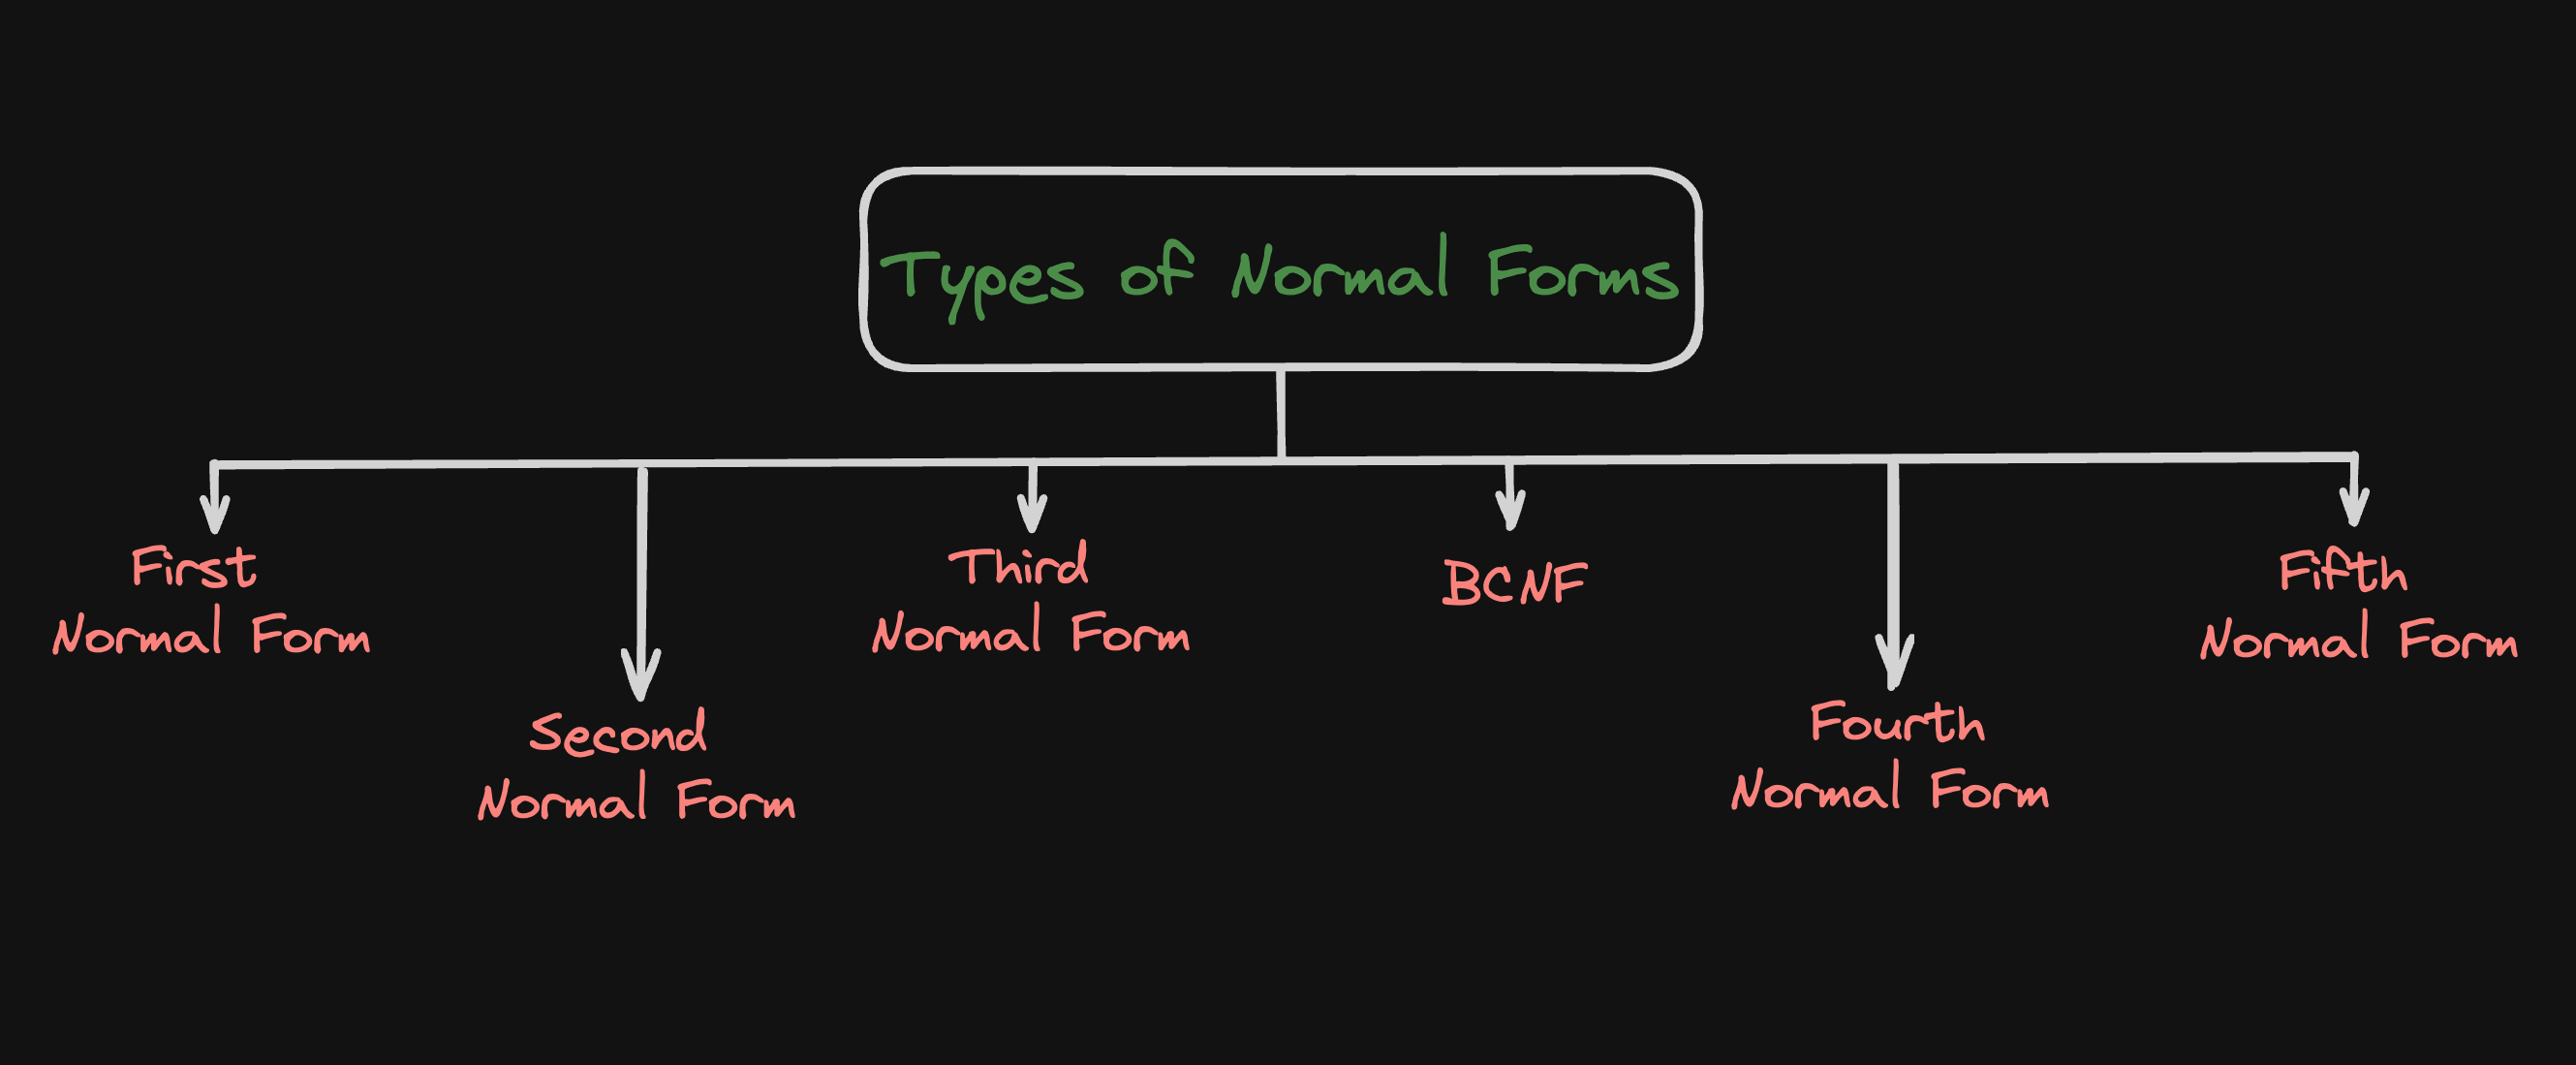 Types of Normal Forms
First
Normal Form
Second
Normal Form
Third
Normal Form
BCNF
Fourth
Normal Form
Fifth
Normal Form